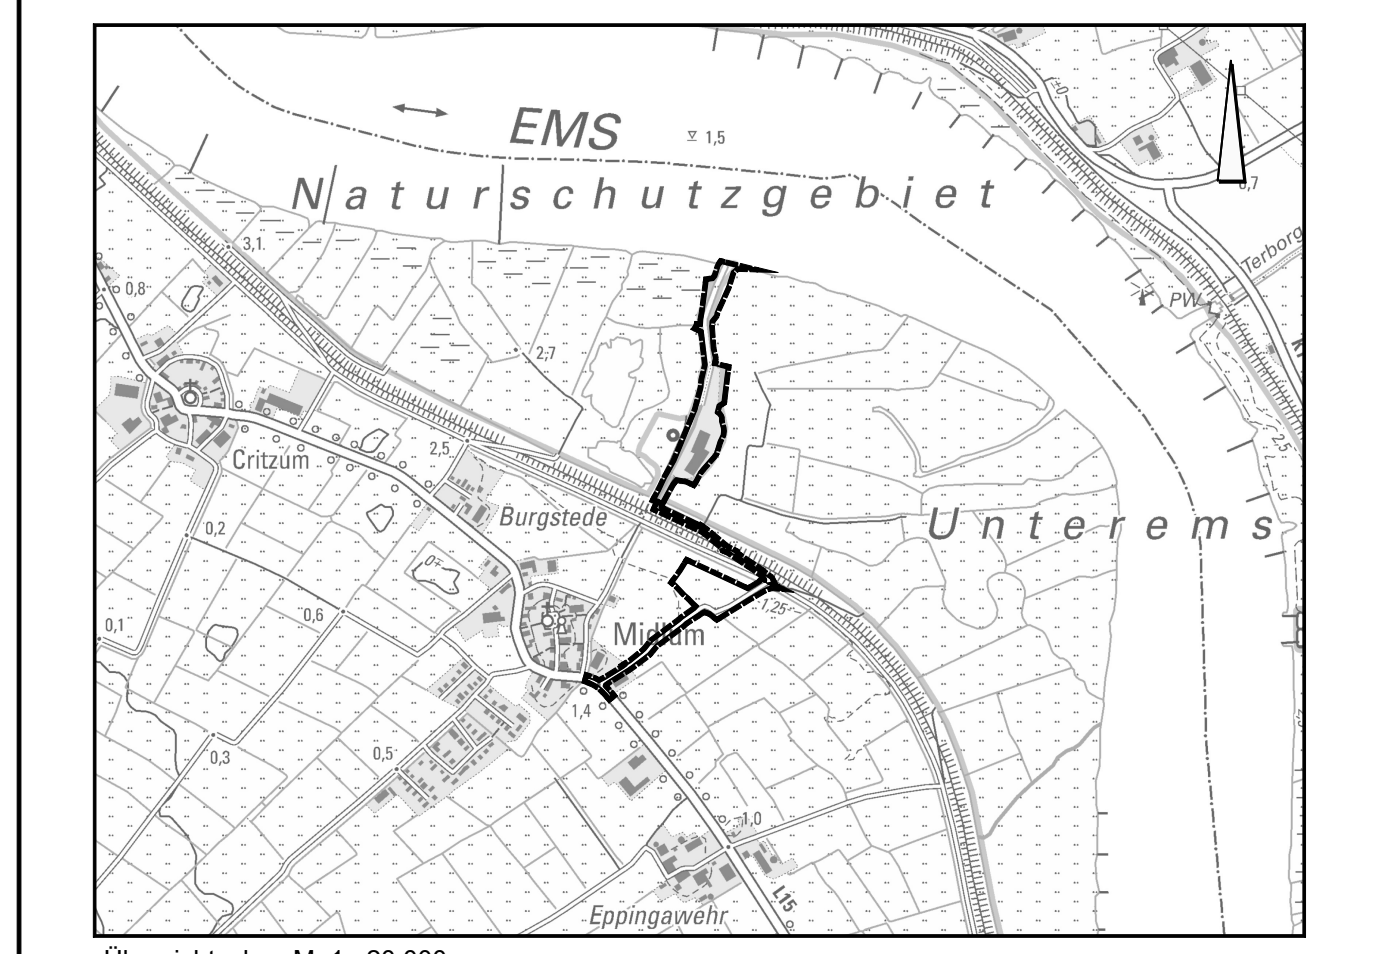 EMS
1,5
Naturschutzgebiet
0,7
3,1
Terborg
0,8
PW
2,7
Critzum
2,5
2,5
Burgstede
Unterems
0,2
0,6
1,25
0,1
Midlum
1,4
0,3
0,5
1,0
L15
Eppingawehr